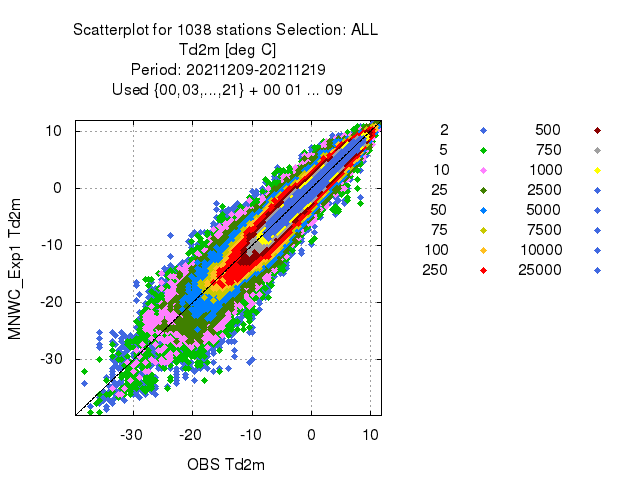 Scatterplot for 1038 stations Selection: ALL
Td2m [deg C]
Period: 20211209-20211219
Used {00,03,...,21} + 00 01 ... 09
10
0
-10
-20
-30
MNWC_Exp1 Td2m
-30 -20 -10 0 10
OBS Td2m
2 500
5 750
10 1000
25 2500
50 5000
75 7500
100 10000
250 25000